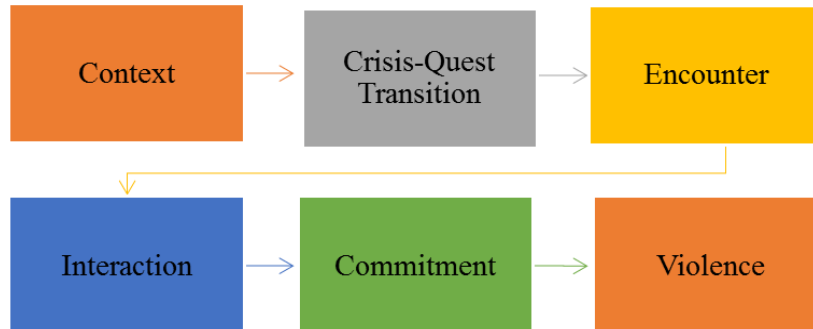 Context
Crisis-Quest
Transition
Encounter
Interaction
Commitment
Violence